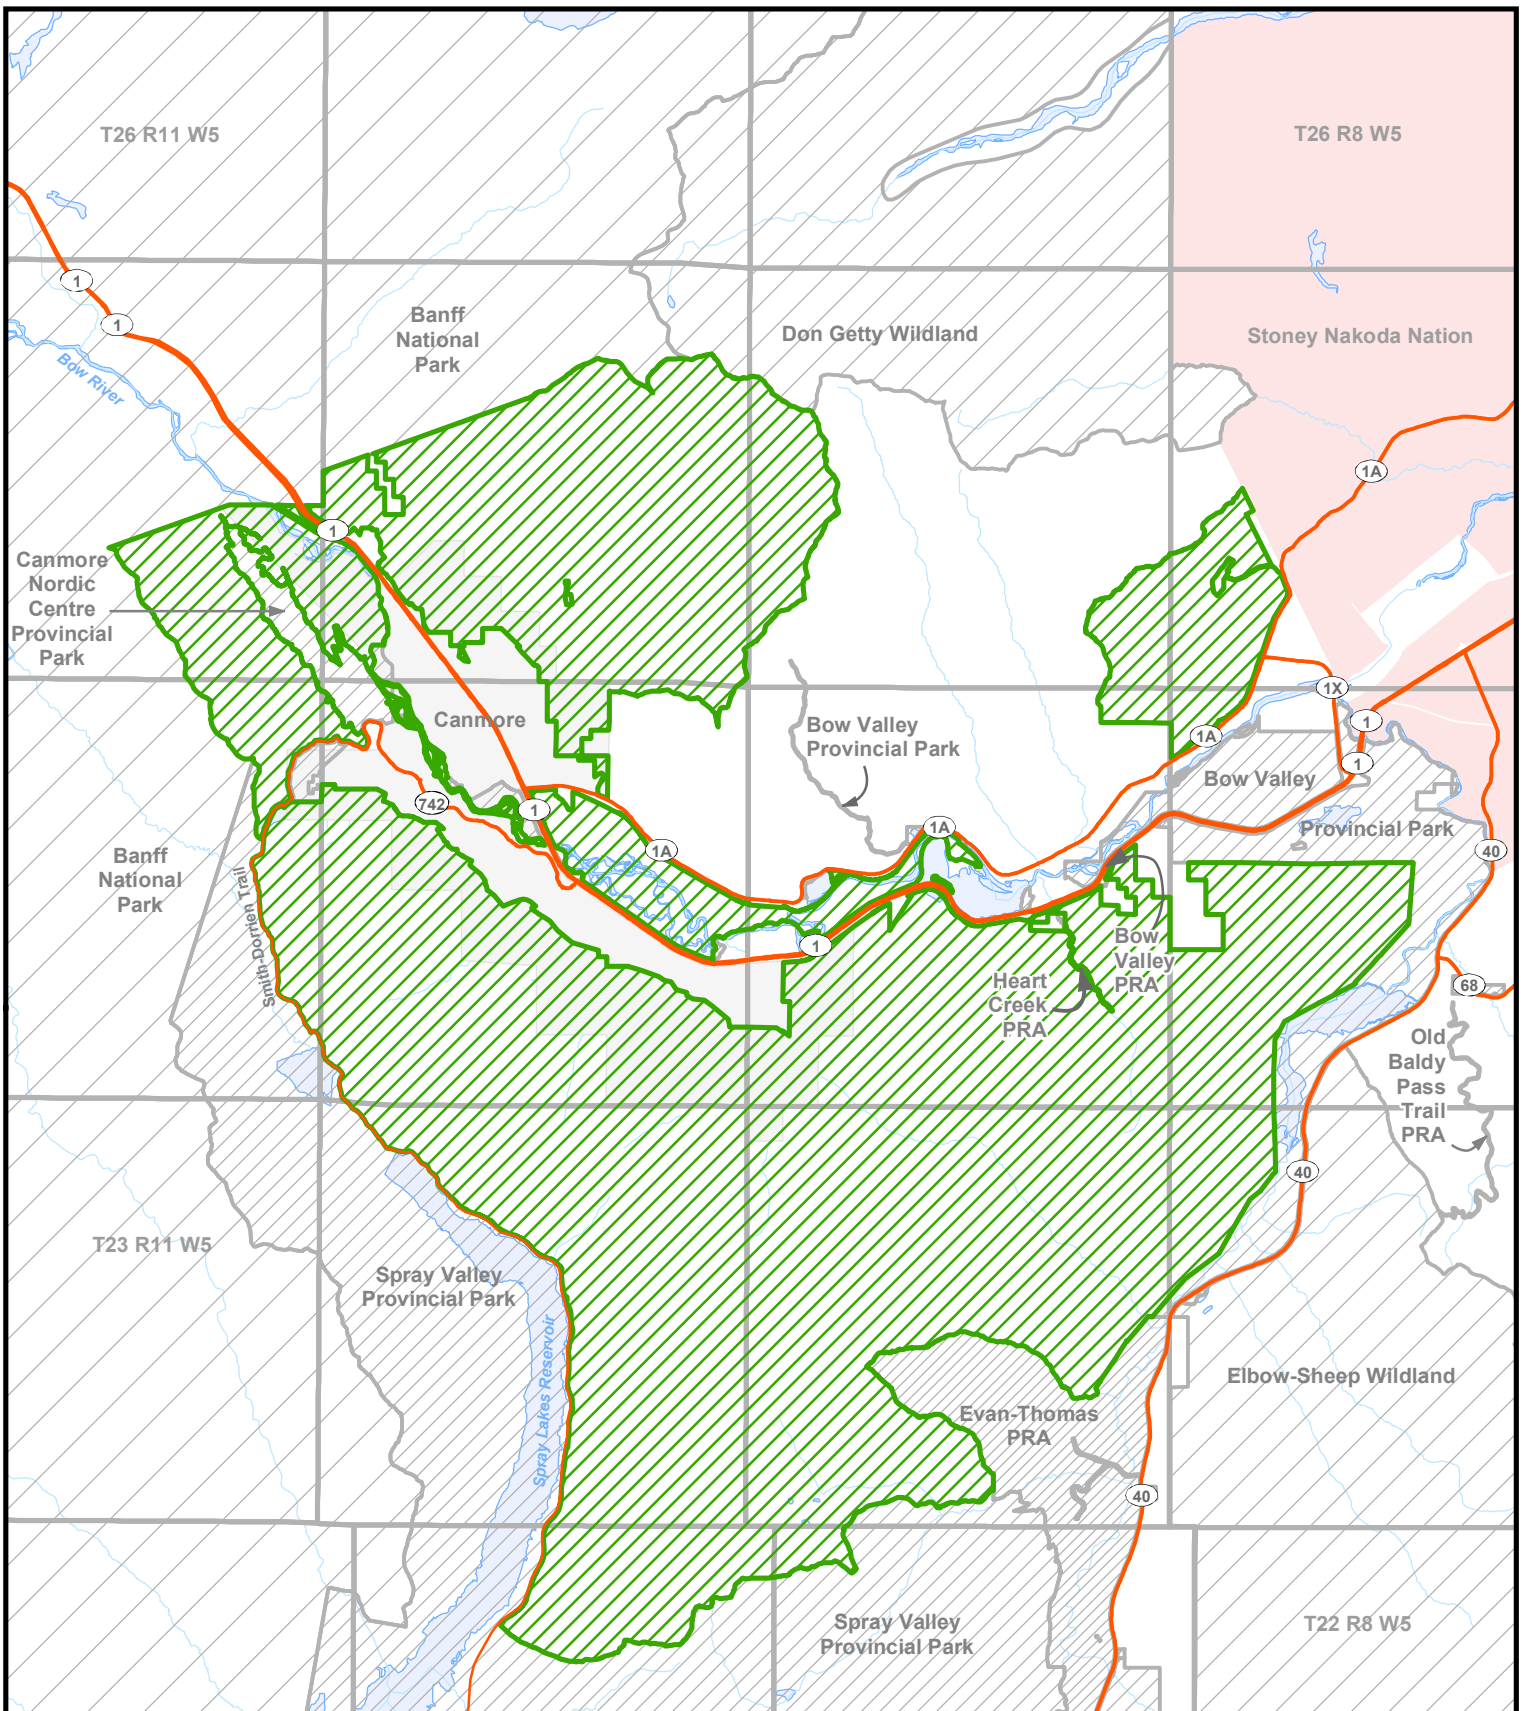 T26 R11 W5
T26 R8 W5
1
1
Banff
National
Park
Don Getty Wildland
Stoney Nakoda Nation
Bow River
1A
1
Canmore
Nordic
Centre
Provincial
Park
1X
Canmore
Bow Valley
Provincial Park
1
1A
1
Bow Valley
742
1
1A
1A
Provincial Park
40
Banff
National
Park
Smith-Dorrien Trail
1
Bow
Valley
PRA
Heart
Creek
PRA
68
Old
Baldy
Pass
Trail
PRA
40
T23 R11 W5
Spray Valley
Provincial Park
Spray Lakes Reservoir
Elbow-Sheep Wildland
Evan-Thomas
PRA
40
Spray Valley
Provincial Park
T22 R8 W5